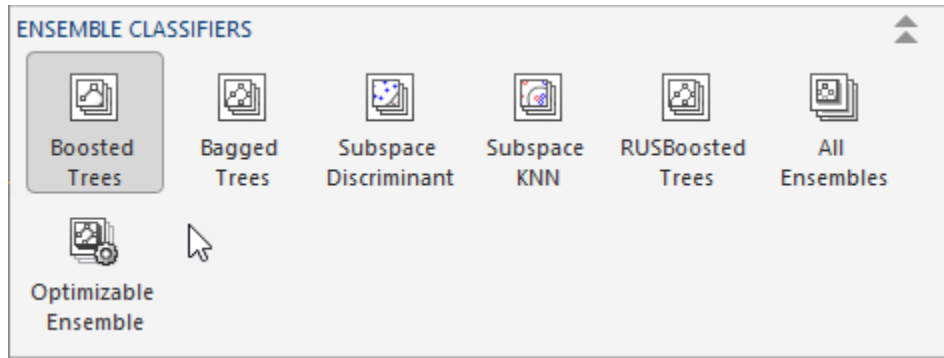 ENSEMBLE CLASSIFIERS
Boosted
Trees
Bagged
Trees
Subspace
Discriminant
Subspace
KNN
RUSBoosted
Trees
All
Ensembles
Optimizable
Ensemble